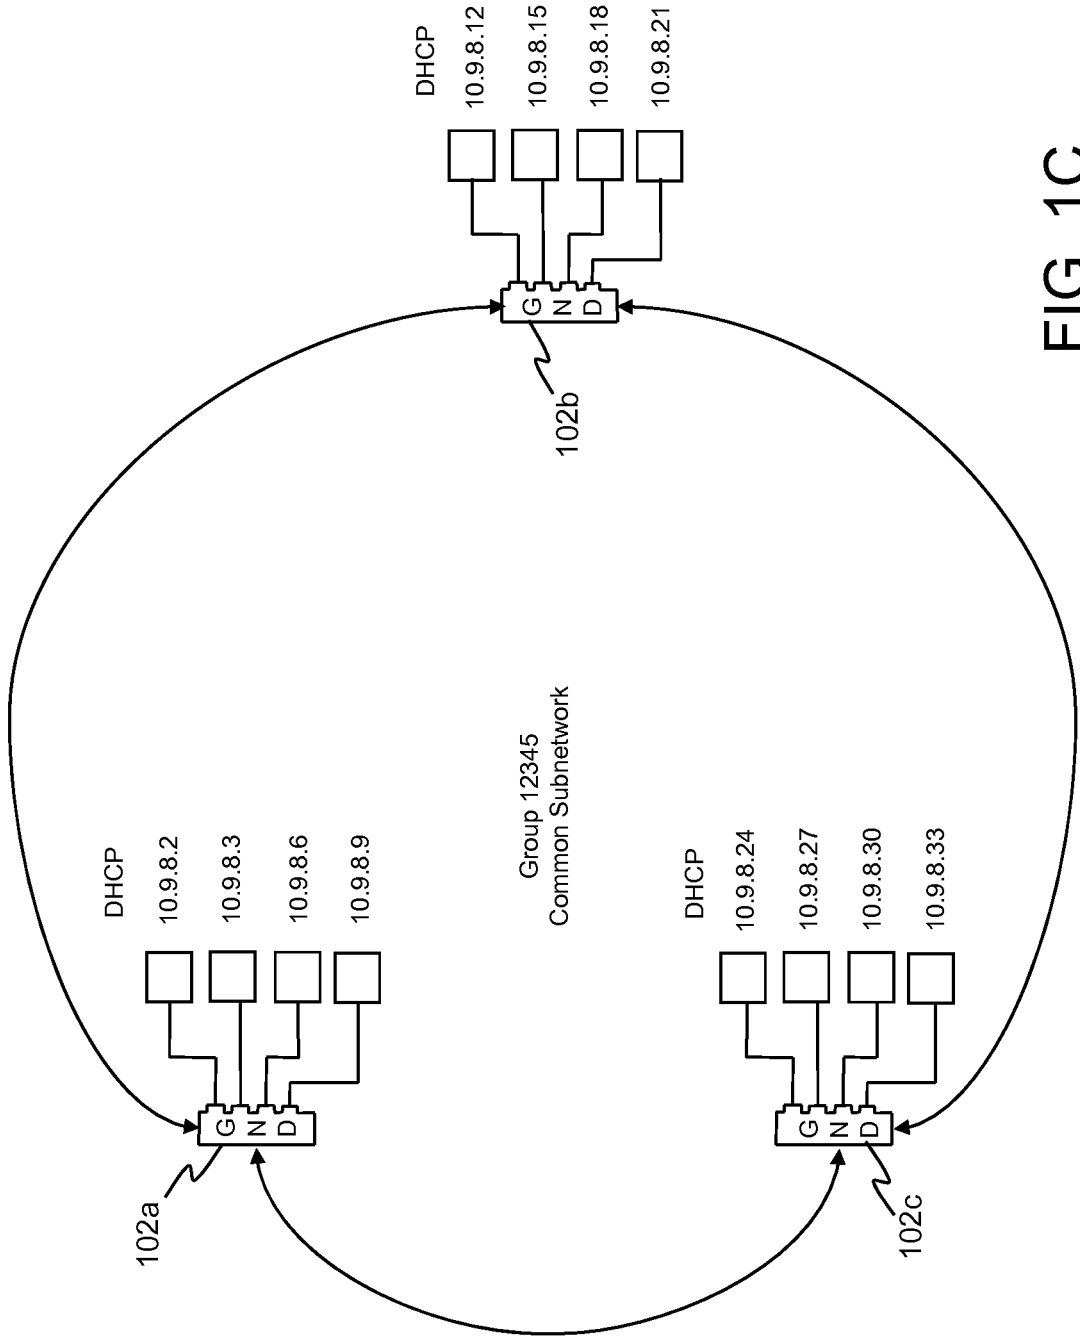 DHCP
10.9.8.2
10.9.8.3
10.9.8.6
10.9.8.9
G
N
D
102a
DHCP
10.9.8.12
10.9.8.15
10.9.8.18
10.9.8.21
G
N
D
102b
Group 12345
Common Subnetwork
DHCP
10.9.8.24
10.9.8.27
10.9.8.30
10.9.8.33
G
N
D
102c
FIG. 1C